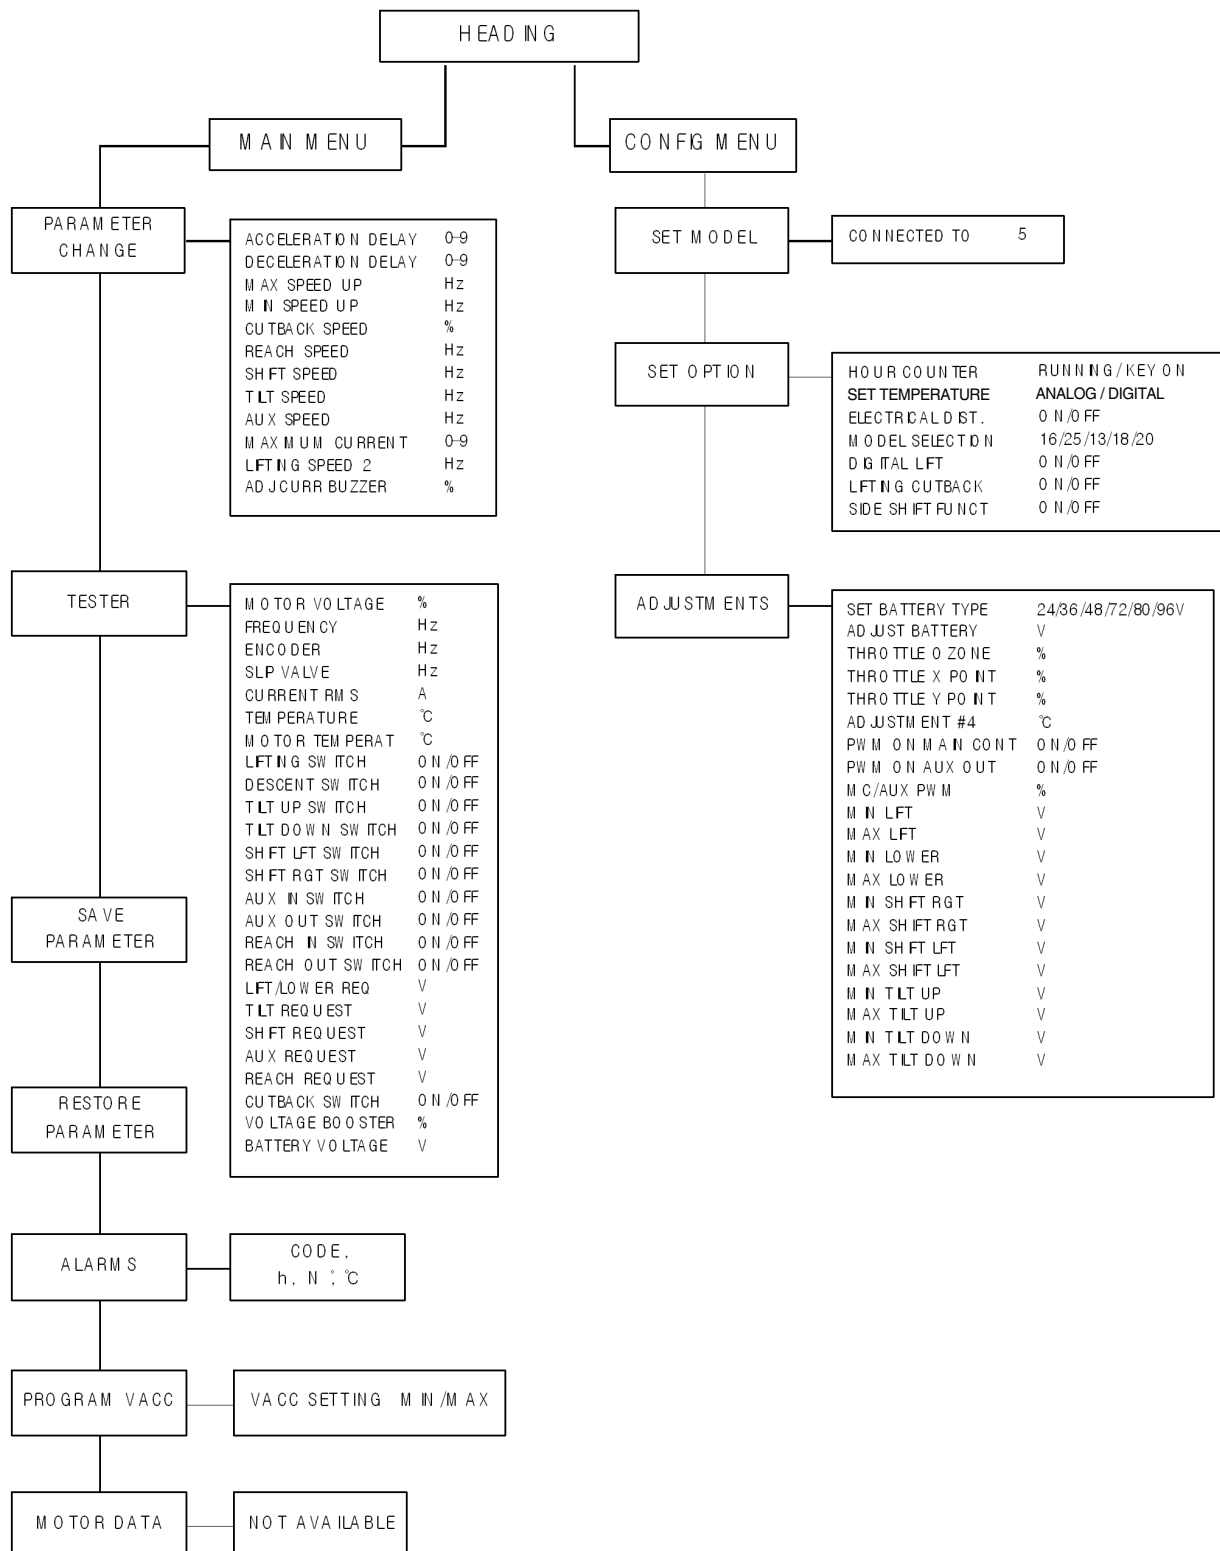 HEADING
MAIN MENU
CONFIG MENU
PARAMETER
CHANGE
ACCELERATION DELAY 0-9
DECELERATION DELAY 0-9
MAX SPEED UP Hz
MIN SPEED UP Hz
CUTBACK SPEED %
REACH SPEED Hz
SHIFT SPEED Hz
TILT SPEED Hz
AUX SPEED Hz
MAXIMUM CURRENT 0-9
LIFTING SPEED 2 Hz
ADJ CURR BUZZER %
SET MODEL
CONNECTED TO 5
SET OPTION
HOUR COUNTER RUNNING / KEY ON
SET TEMPERATURE ANALOG / DIGITAL
ELECTRICAL DIST. ON/OFF
MODEL SELECTION 16/25/13/18/20
DIGITAL LIFT ON/OFF
LIFTING CUTBACK ON/OFF
SIDE SHIFT FUNCT ON/OFF
TESTER
MOTOR VOLTAGE %
FREQUENCY Hz
ENCODER Hz
SLIP VALVE Hz
CURRENT RMS A
TEMPERATURE °C
MOTOR TEMPERAT °C
LIFTING SWITCH ON/OFF
DESCENT SWITCH ON/OFF
TILT UP SWITCH ON/OFF
TILT DOWN SWITCH ON/OFF
SHIFT LFT SWITCH ON/OFF
SHIFT RGT SWITCH ON/OFF
AUX IN SWITCH ON/OFF
AUX OUT SWITCH ON/OFF
REACH IN SWITCH ON/OFF
REACH OUT SWITCH ON/OFF
LIFT/LOWER REQ V
TILT REQUEST V
SHIFT REQUEST V
AUX REQUEST V
REACH REQUEST V
CUTBACK SWITCH ON/OFF
VOLTAGE BOOSTER %
BATTERY VOLTAGE V
ADJUSTMENTS
SET BATTERY TYPE 24/36/48/72/80/96V
ADJUST BATTERY V
THROTTLE O ZONE %
THROTTLE X POINT %
THROTTLE Y POINT %
ADJUSTMENT #4 °C
PWM ON MAIN CONT ON/OFF
PWM ON AUX OUT ON/OFF
MC/AUX PWM %
MIN LIFT V
MAX LIFT V
MIN LOWER V
MAX LOWER V
MIN SHIFT RGT V
MAX SHIFT RGT V
MIN SHIFT LFT V
MAX SHIFT LFT V
MIN TILT UP V
MAX TILT UP V
MIN TILT DOWN V
MAX TILT DOWN V
SAVE
PARAMETER
RESTORE
PARAMETER
ALARMS
CODE,
h, N°, °C
PROGRAM VACC
VACC SETTING MIN/MAX
MOTOR DATA
NOT AVAILABLE